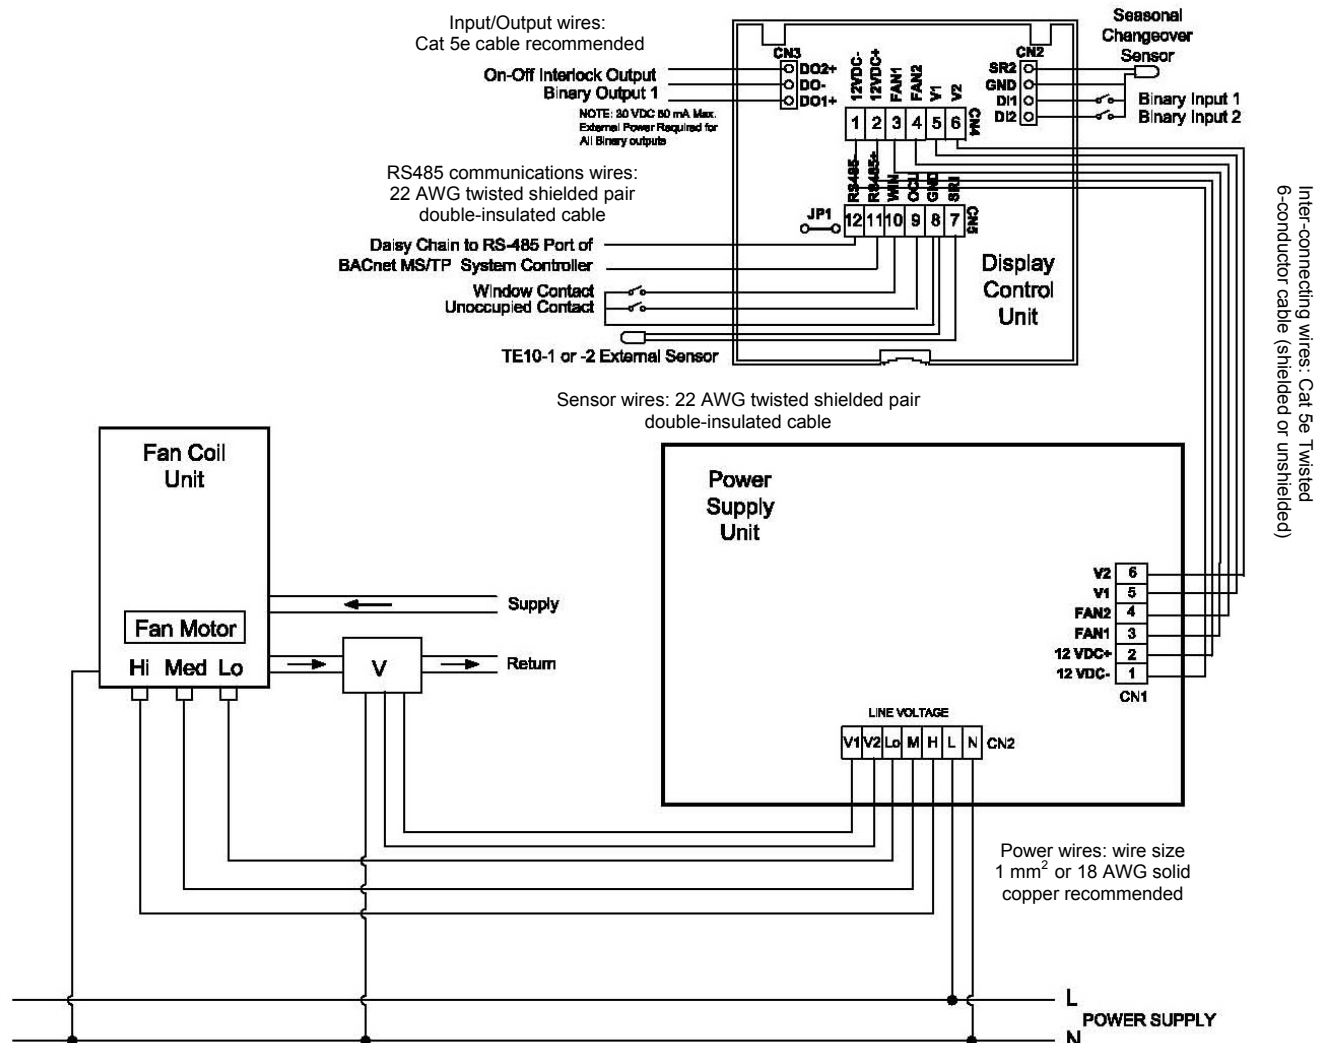 Input/Output wires:
Cat 5e cable recommended
On-Off Interlock Output
Binary Output 1
NOTE: 30 VDC 50 mA Max.
External Power Required for
All Binary outputs
CN3
DO2+
DO-
DO1+
12VDC-
12VDC+
FAN1
FAN2
V1
V2
1 2 3 4 5 6
CN4
CN2
SR2
GND
DI1
DI2
Seasonal
Changeover
Sensor
Binary Input 1
Binary Input 2
RS485 communications wires:
22 AWG twisted shielded pair
double-insulated cable
RS485-
RS485+
WIN
OCU
GND
SR1
JP1
12 11 10 9 8 7
CN5
Daisy Chain to RS-485 Port of
BACnet MS/TP System Controller
Window Contact
Unoccupied Contact
TE10-1 or -2 External Sensor
Display
Control
Unit
Inter-connecting wires: Cat 5e Twisted
6-conductor cable (shielded or unshielded)
Sensor wires: 22 AWG twisted shielded pair
double-insulated cable
Fan Coil
Unit
Fan Motor
Hi Med Lo
Supply
Return
V
Power
Supply
Unit
V2 6
V1 5
FAN2 4
FAN1 3
12 VDC+ 2
12 VDC- 1
CN1
LINE VOLTAGE
V1 V2 Lo M H L N CN2
Power wires: wire size
1 mm² or 18 AWG solid
copper recommended
L
POWER SUPPLY
N